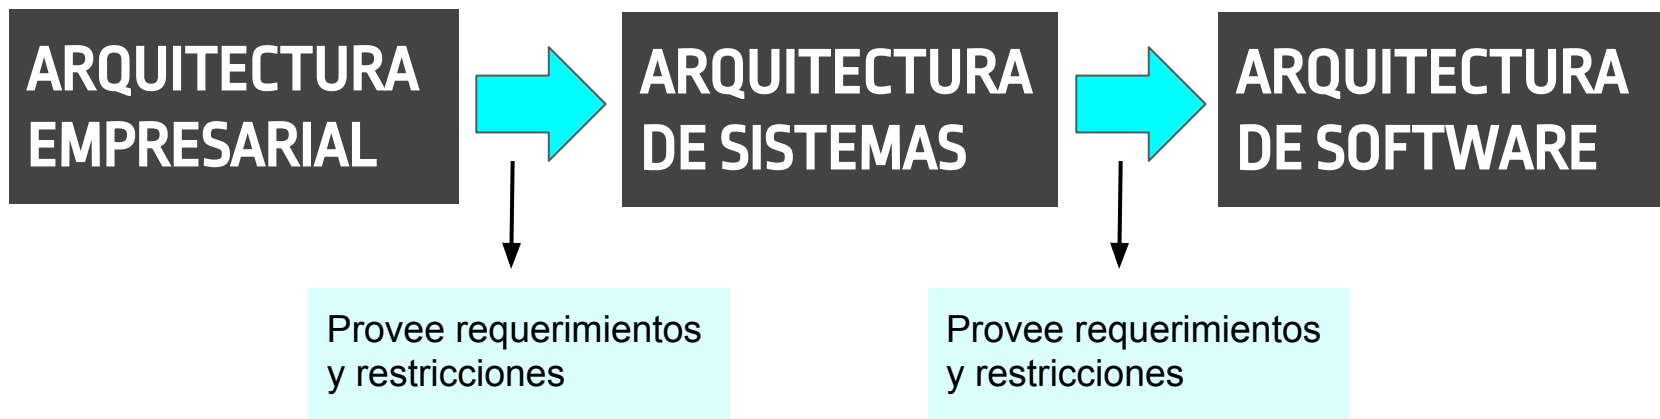 ARQUITECTURA
EMPRESARIAL
ARQUITECTURA
DE SISTEMAS
ARQUITECTURA
DE SOFTWARE
Provee requerimientos
y restricciones
Provee requerimientos
y restricciones